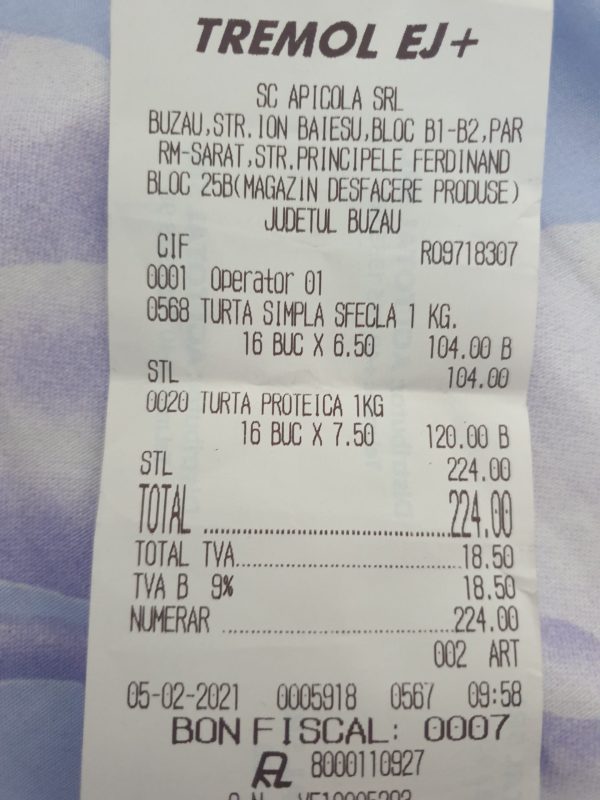 TREMOL EJ+
SC APICOLA SRL
BUZAU,STR.ION BAIESU,BLOC B1-B2,PAR
RM-SARAT,STR.PRINCIPELE FERDINAND
BLOC 25B(MAGAZIN DESFACERE PRODUSE)
JUDETUL BUZAU
CIF RO9718307
0001 Operator 01
0568 TURTA SIMPLA SFECLA 1 KG.
16 BUC X 6.50 104.00 B
STL 104.00
0020 TURTA PROTEICA 1KG
16 BUC X 7.50 120.00 B
STL 224.00
TOTAL ..............................224.00
TOTAL TVA..............................18.50
TVA B 9% 18.50
NUMERAR ..............................224.00
002 ART
05-02-2021 0005918 0567 09:58
BON FISCAL: 0007
8000110927